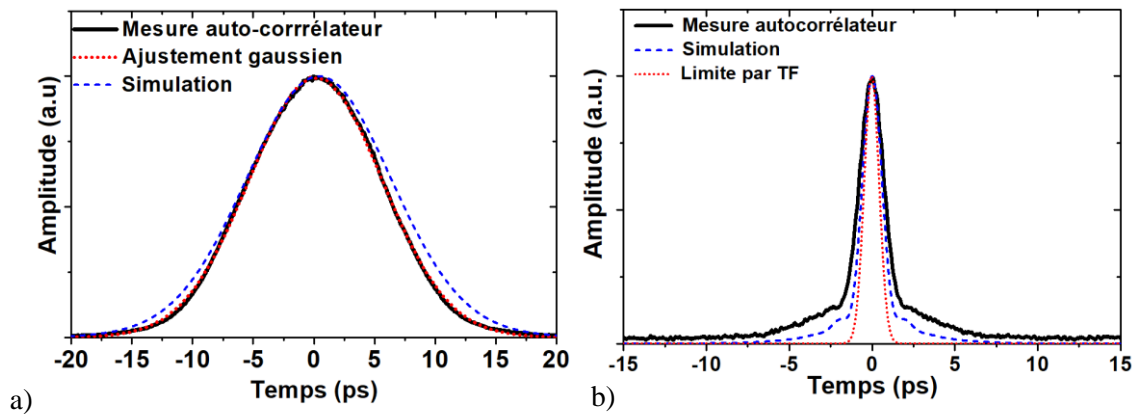 Mesure auto-corrrélateur
Ajustement gaussien
Simulation
Amplitude (a.u)
-20 -15 -10 -5 0 5 10 15 20
Temps (ps)
a)
Mesure autocorrélateur
Simulation
Limite par TF
Amplitude (a.u.)
-15 -10 -5 0 5 10 15
Temps (ps)
b)